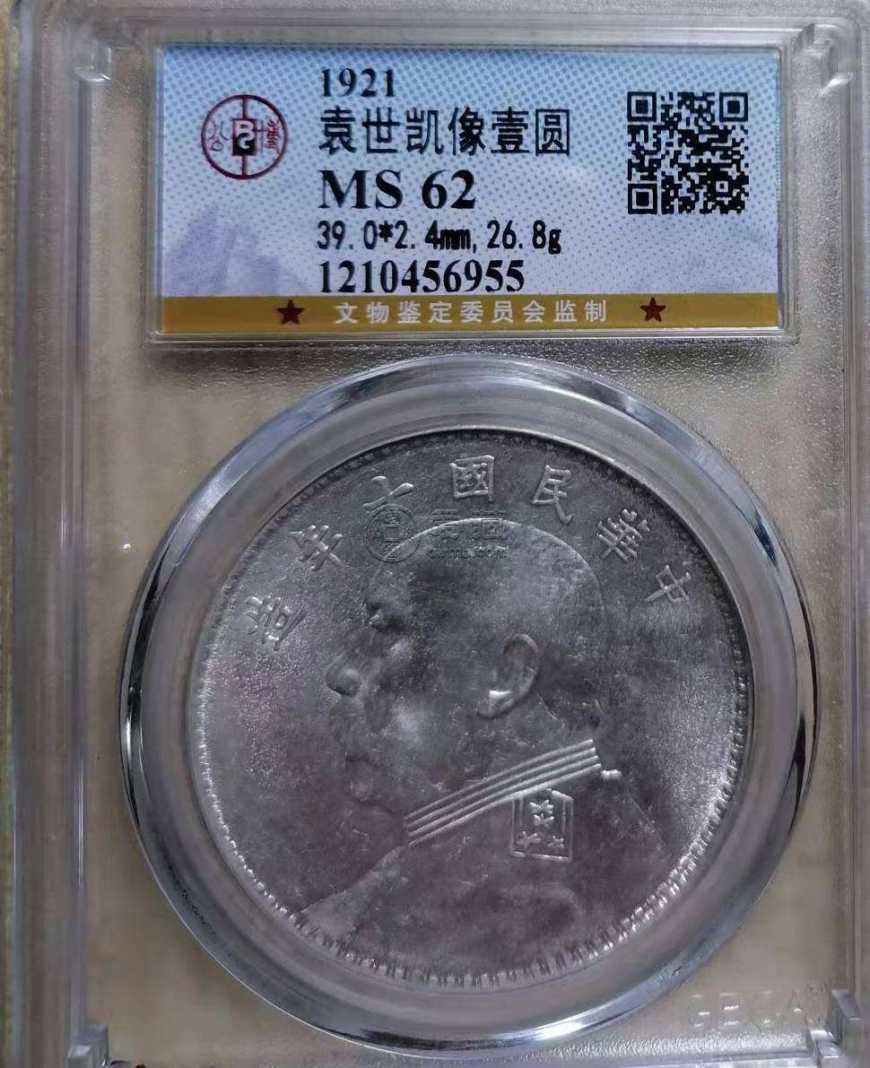 1921
袁世凯像壹圆
MS 62
39.0*2.4mm,26.8g
1210456955
文物鉴定委员会监制
中華民國十年造
GBCA